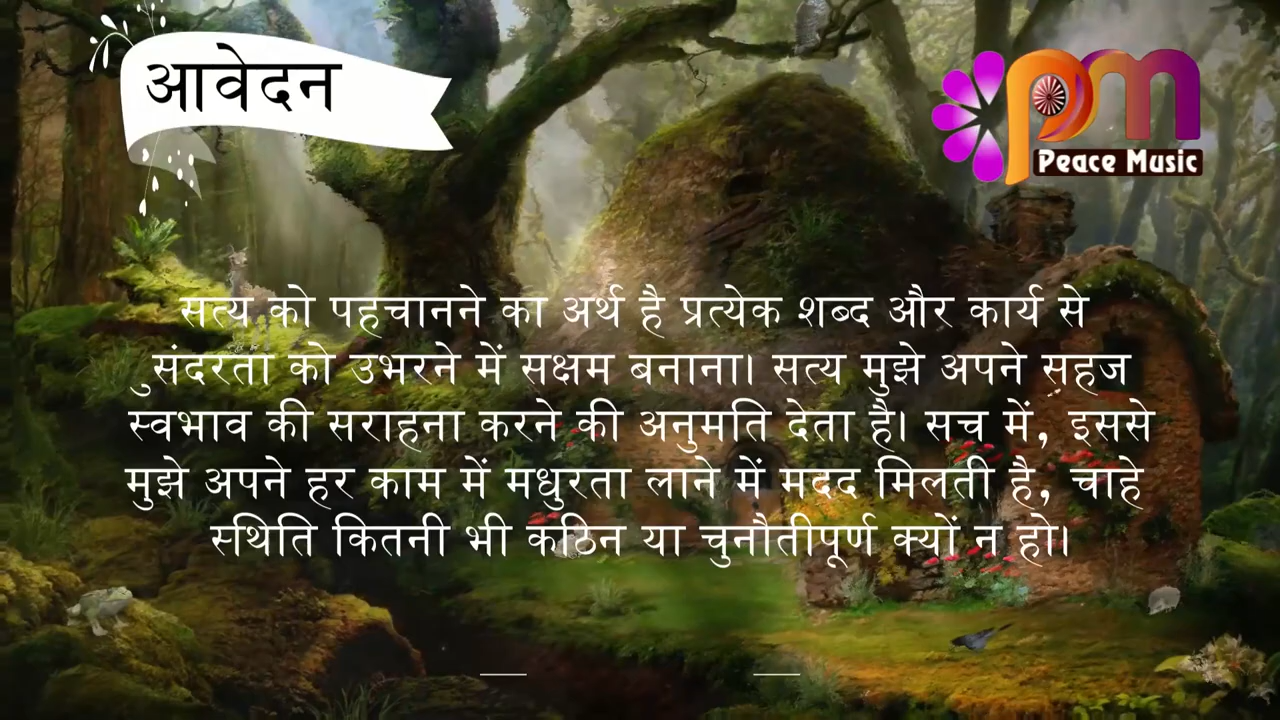 आवेदन
pm
Peace Music
सत्य को पहचानने का अर्थ है प्रत्येक शब्द और कार्य से
सुंदरता को उभरने में सक्षम बनाना। सत्य मुझे अपने सहज
स्वभाव की सराहना करने की अनुमति देता है। सच में, इससे
मुझे अपने हर काम में मधुरता लाने में मदद मिलती है, चाहे
स्थिति कितनी भी कठिन या चुनौतीपूर्ण क्यों न हो।